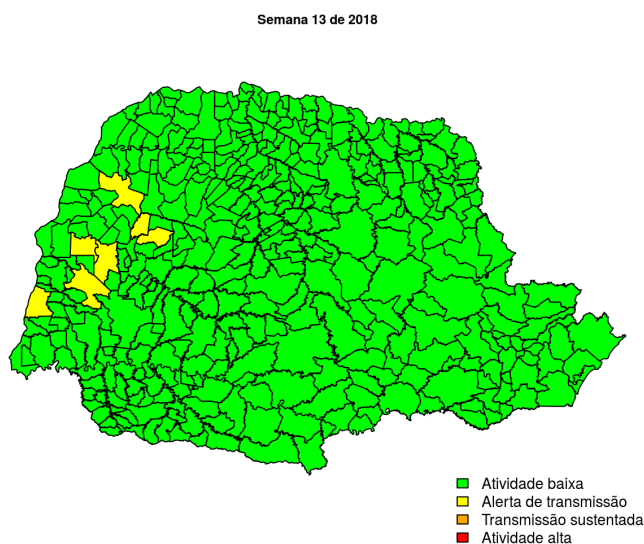 Semana 13 de 2018
Atividade baixa
Alerta de transmissão
Transmissão sustentada
Atividade alta